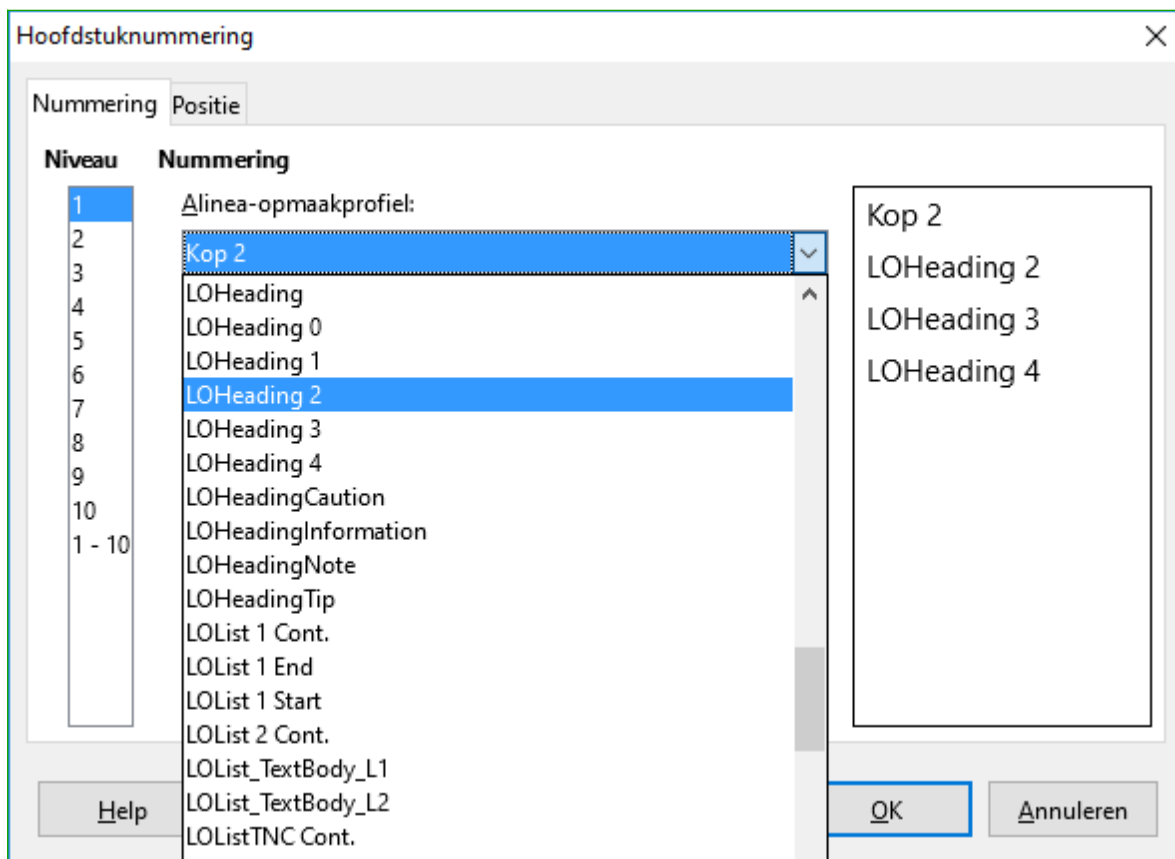 Hoofdstuknummering
Nummering Positie
Niveau Nummering
1
2
3
4
5
6
7
8
9
10
1 - 10
Alinea-opmaakprofiel:
Kop 2
LOHeading
LOHeading 0
LOHeading 1
LOHeading 2
LOHeading 3
LOHeading 4
LOHeadingCaution
LOHeadingInformation
LOHeadingNote
LOHeadingTip
LOList 1 Cont.
LOList 1 End
LOList 1 Start
LOList 2 Cont.
LOList_TextBody_L1
LOList_TextBody_L2
LOListTNC Cont.
Kop 2
LOHeading 2
LOHeading 3
LOHeading 4
Help OK Annuleren